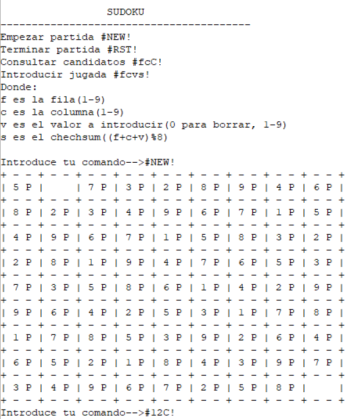 SUDOKU
----------------------------------------
Empezar partida #NEW!
Terminar partida #RST!
Consultar candidatos #fcC!
Introducir jugada #fcvs!
Donde:
f es la fila(1-9)
c es la columna(1-9)
v es el valor a introducir(0 para borrar, 1-9)
s es el chechsum((f+c+v)%8)
Introduce tu comando-->#NEW!
+ - - + - - + - - + - - + - - + - - + - - + - - + - - +
| 5 P |     | 7 P | 3 P | 2 P | 8 P | 9 P | 4 P | 6 P |
+ - - + - - + - - + - - + - - + - - + - - + - - + - - +
| 8 P | 2 P | 3 P | 4 P | 9 P | 6 P | 7 P | 1 P | 5 P |
+ - - + - - + - - + - - + - - + - - + - - + - - + - - +
| 4 P | 9 P | 6 P | 7 P | 1 P | 5 P | 8 P | 3 P | 2 P |
+ - - + - - + - - + - - + - - + - - + - - + - - + - - +
| 2 P | 8 P | 1 P | 9 P | 4 P | 7 P | 6 P | 5 P | 3 P |
+ - - + - - + - - + - - + - - + - - + - - + - - + - - +
| 7 P | 3 P | 5 P | 8 P | 6 P | 1 P | 4 P | 2 P | 9 P |
+ - - + - - + - - + - - + - - + - - + - - + - - + - - +
| 9 P | 6 P | 4 P | 2 P | 5 P | 3 P | 1 P | 7 P | 8 P |
+ - - + - - + - - + - - + - - + - - + - - + - - + - - +
| 1 P | 7 P | 8 P | 5 P | 3 P | 9 P | 2 P | 6 P | 4 P |
+ - - + - - + - - + - - + - - + - - + - - + - - + - - +
| 6 P | 5 P | 2 P | 1 P | 8 P | 4 P | 3 P | 9 P | 7 P |
+ - - + - - + - - + - - + - - + - - + - - + - - + - - +
| 3 P | 4 P | 9 P | 6 P | 7 P | 2 P | 5 P | 8 P |     |
+ - - + - - + - - + - - + - - + - - + - - + - - + - - +
Introduce tu comando-->#12C!